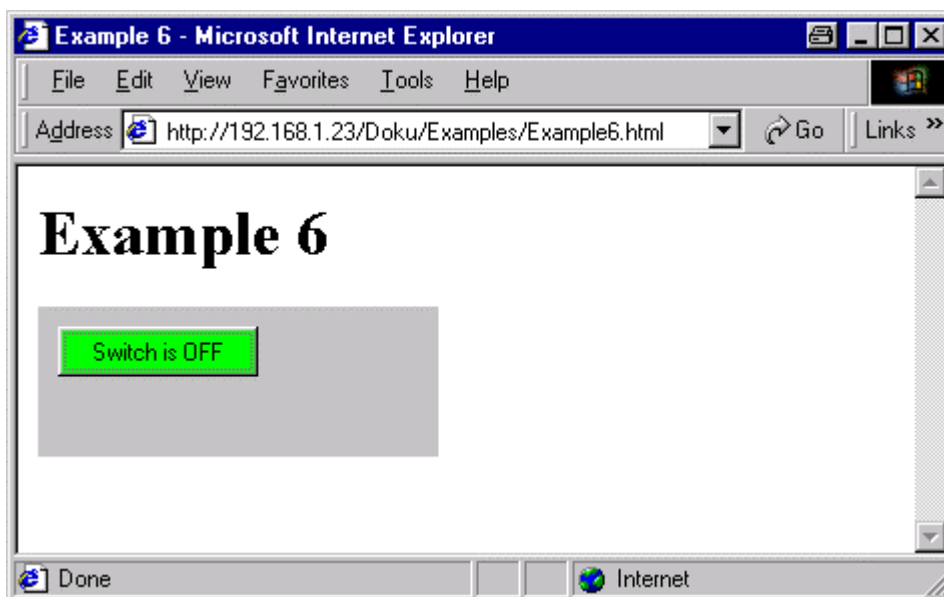 Example 6 - Microsoft Internet Explorer
File Edit View Favorites Tools Help
Address http://192.168.1.23/Doku/Examples/Example6.html Go Links »
Example 6
Switch is OFF
Done Internet